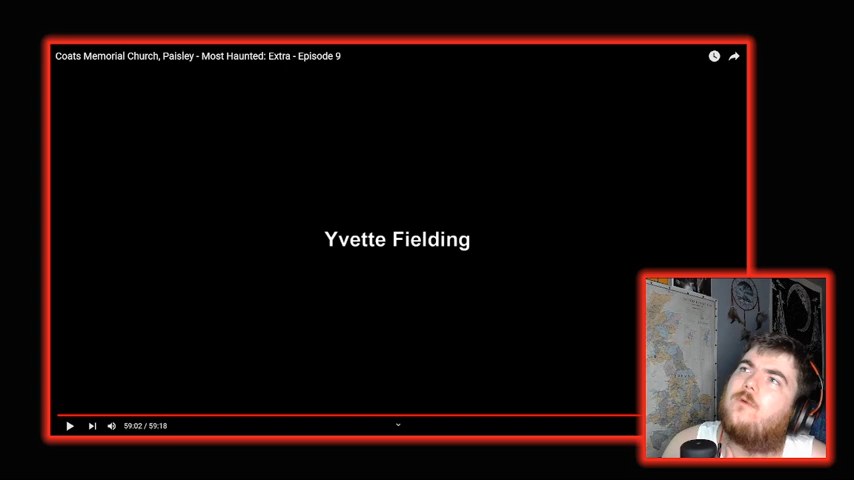 Coats Memorial Church, Paisley - Most Haunted: Extra - Episode 9
Yvette Fielding
59:02 / 59:18